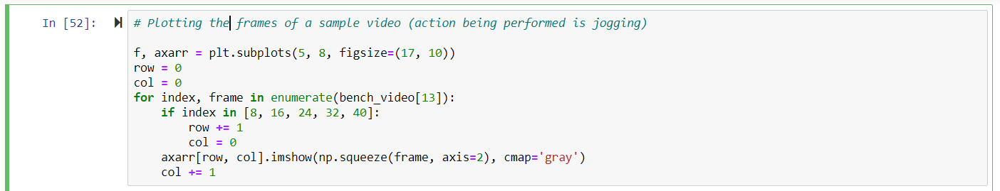 In [52]: # Plotting the frames of a sample video (action being performed is jogging)
f, axarr = plt.subplots(5, 8, figsize=(17, 10))
row = 0
col = 0
for index, frame in enumerate(bench_video[13]):
    if index in [8, 16, 24, 32, 40]:
        row += 1
        col = 0
    axarr[row, col].imshow(np.squeeze(frame, axis=2), cmap='gray')
    col += 1